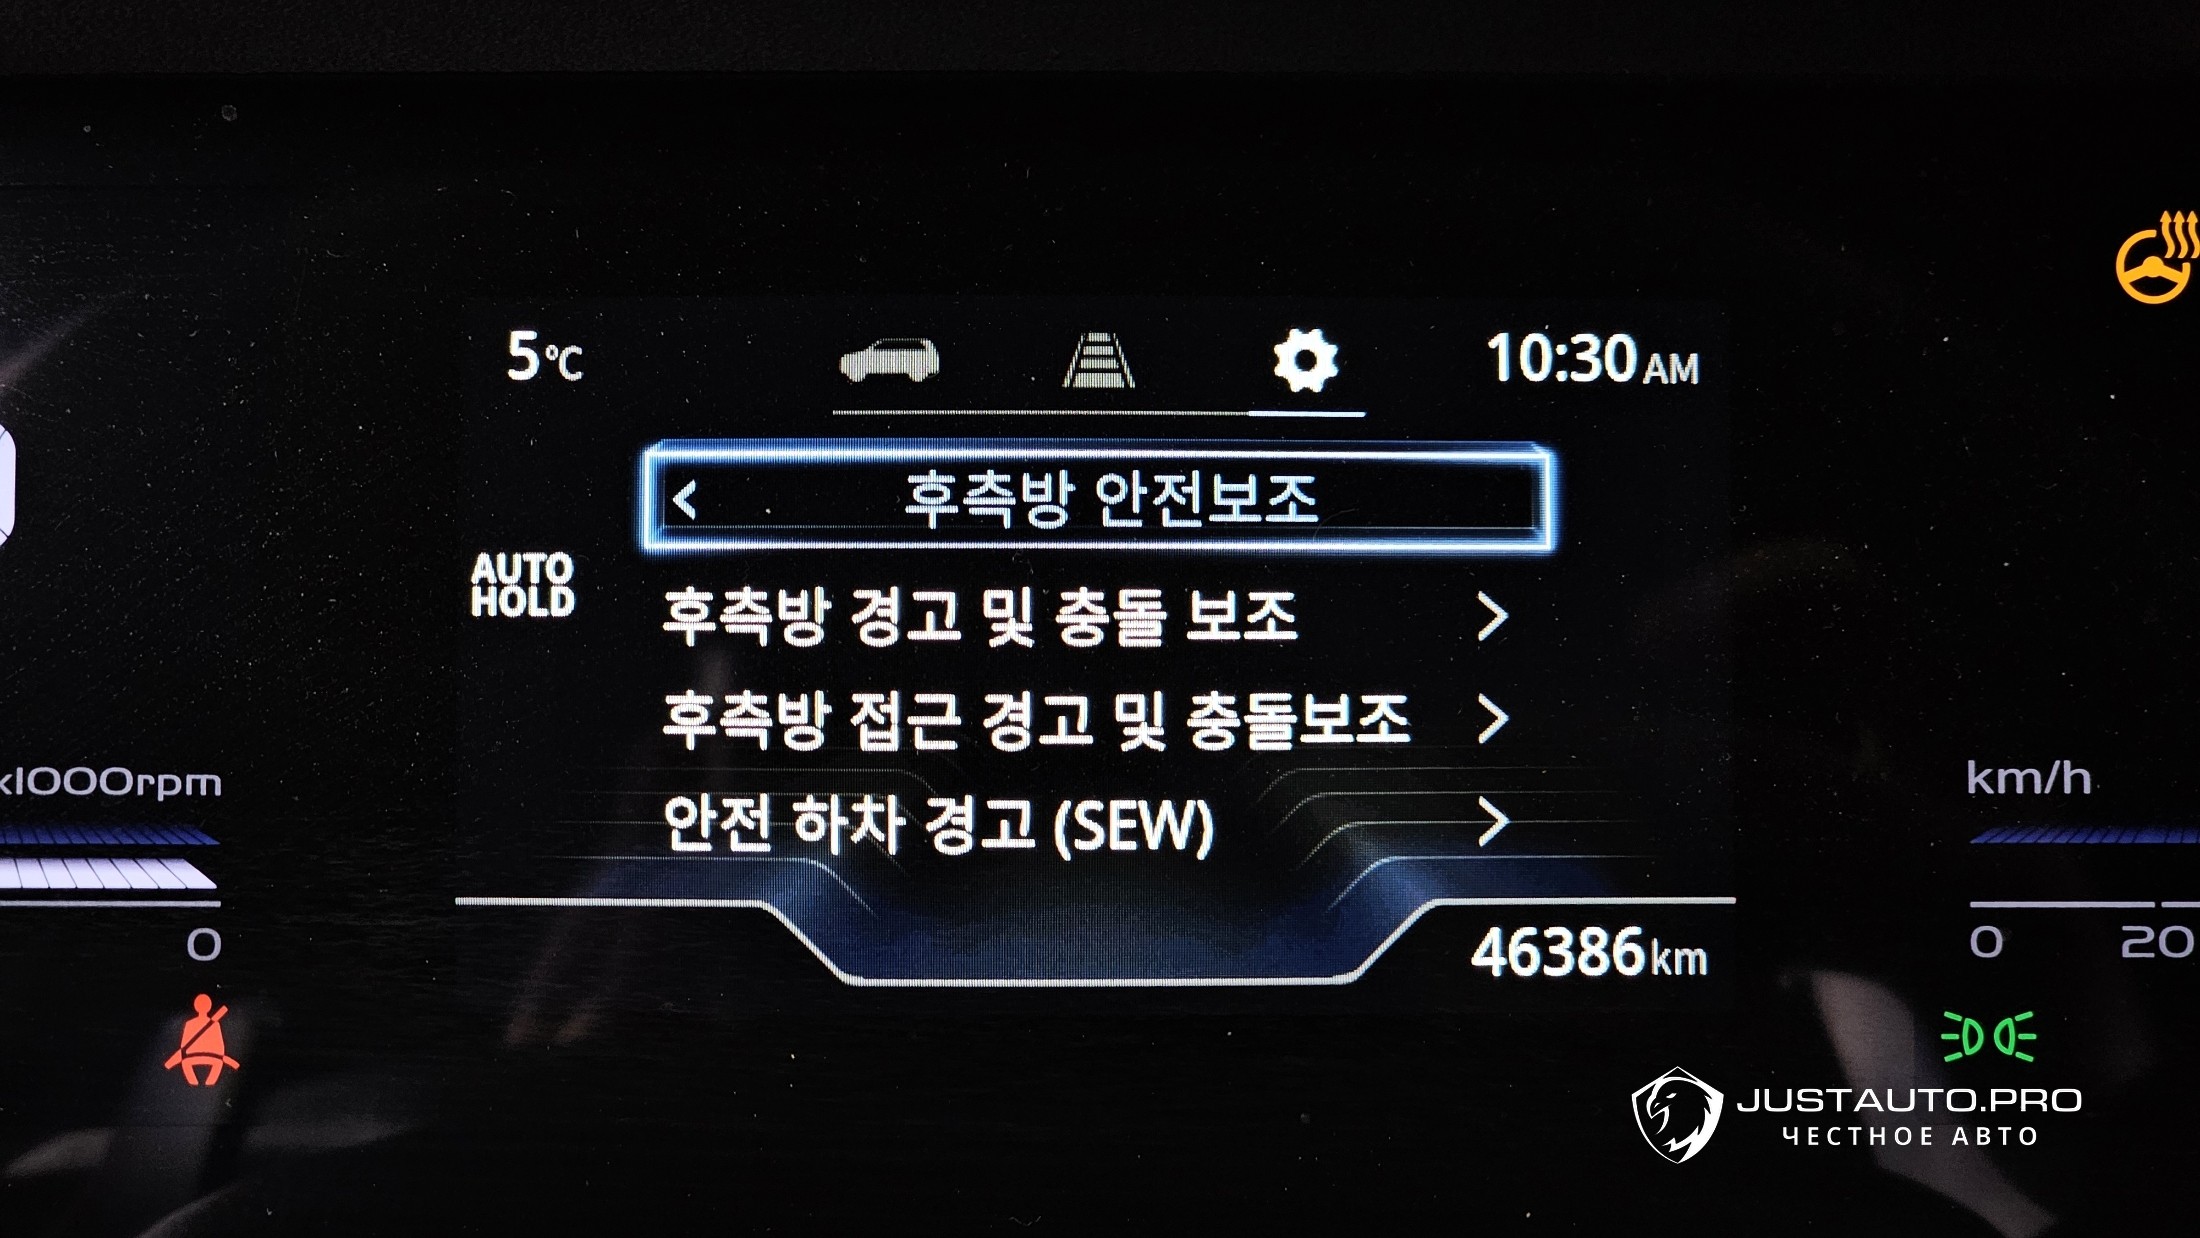 5°C
10:30 AM
후측방 안전보조
AUTO HOLD
후측방 경고 및 충돌 보조
후측방 접근 경고 및 충돌보조
안전 하차 경고 (SEW)
x1000rpm
km/h
0
46386km
0
20
JUSTAUTO.PRO
ЧЕСТНОЕ АВТО